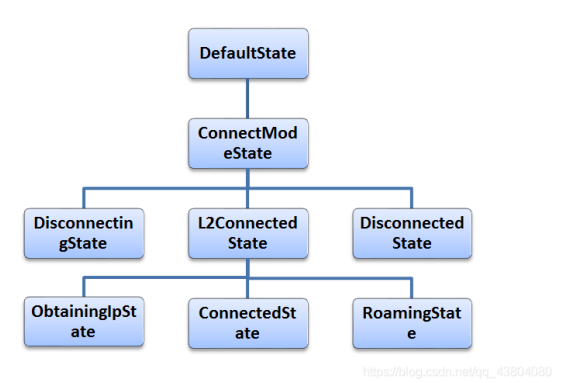 DefaultState
ConnectMod
eState
Disconnectin
gState
L2Connected
State
Disconnected
State
ObtainingIpSt
ate
ConnectedSt
ate
RoamingStat
e
https://blog.csdn.net/qq_43804080